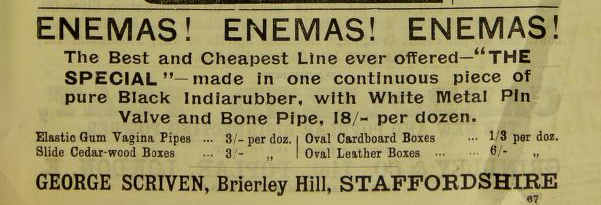 ENEMAS! ENEMAS! ENEMAS!
The Best and Cheapest Line ever offered—"THE
SPECIAL"—made in one continuous piece of
pure Black Indiarubber, with White Metal Pin
Valve and Bone Pipe, 18/- per dozen.
Elastic Gum Vagina Pipes ... 3/- per doz. | Oval Cardboard Boxes ... 1/3 per doz.
Slide Cedar-wood Boxes ... 3/- „ | Oval Leather Boxes ... ... 6/- „
GEORGE SCRIVEN, Brierley Hill, STAFFORDSHIRE
67